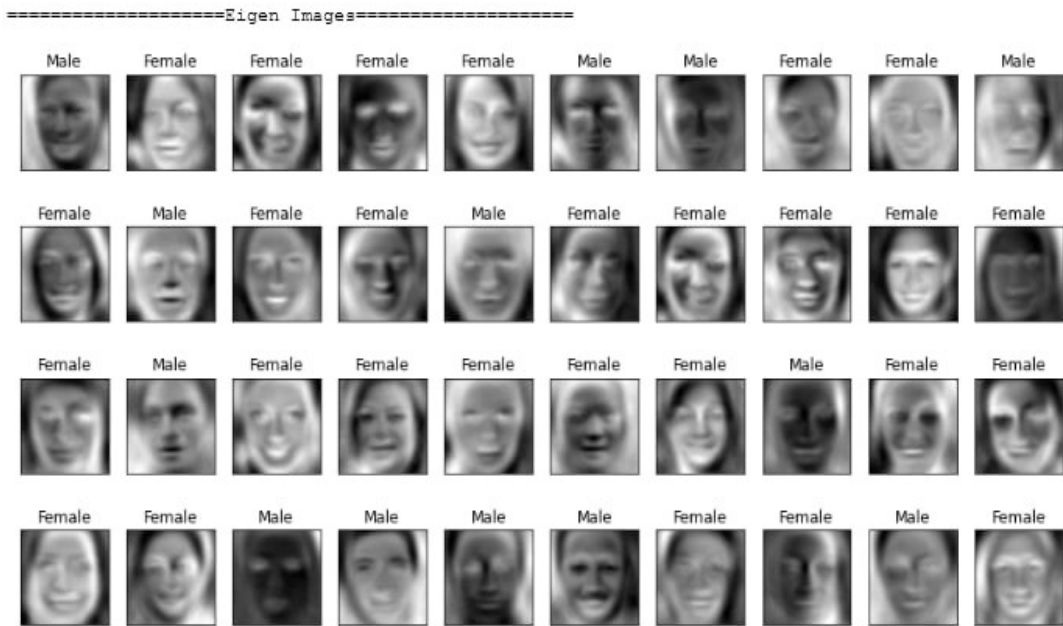 ====================Eigen Images====================
Male Female Female Female Female Male Male Female Female Male
Female Male Female Female Male Female Female Female Female Female
Female Male Female Female Female Female Female Male Female Female
Female Female Male Male Male Male Female Female Male Female